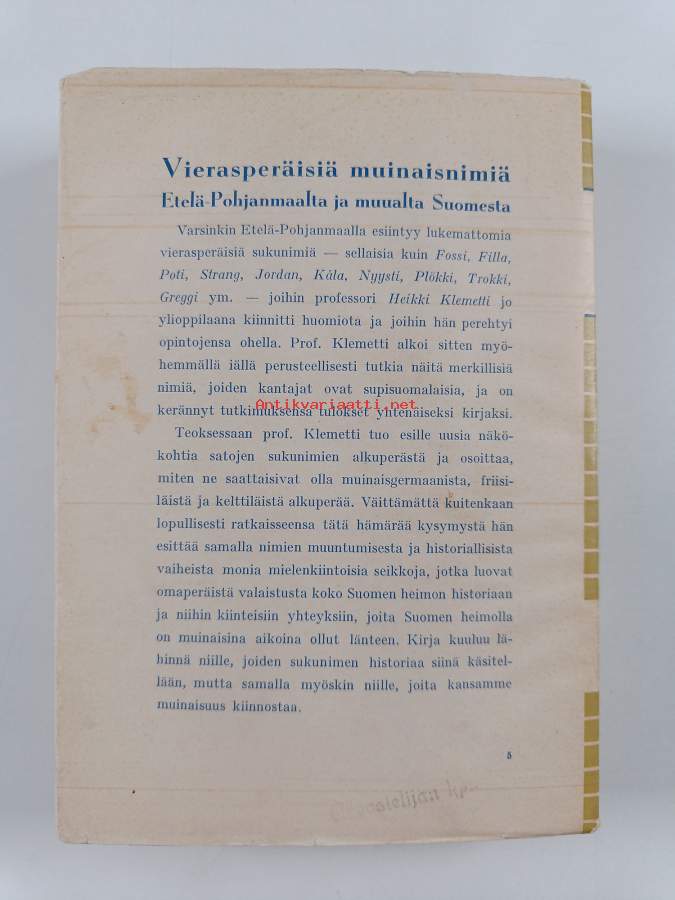 Vierasperäisiä muinaisnimiä
Etelä-Pohjanmaalta ja muualta Suomesta
Varsinkin Etelä-Pohjanmaalla esiintyy lukemattomia
vierasperäisiä sukunimiä — sellaisia kuin Fossi, Filla,
Poti, Strang, Jordan, Kåla, Nyysti, Plökki, Trokki,
Greggi ym. — joihin professori Heikki Klemetti jo
ylioppilaana kiinnitti huomiota ja joihin hän perehtyi
opintojensa ohella. Prof. Klemetti alkoi sitten myö-
hemmällä iällä perusteellisesti tutkia näitä merkillisiä
nimiä, joiden kantajat ovat supisuomalaisia, ja on
Antikvariaatti.net
kerännyt tutkimuksensa tulokset yhtenäiseksi kirjaksi.
Teoksessaan prof. Klemetti tuo esille uusia näkö-
kohtia satojen sukunimien alkuperästä ja osoittaa,
miten ne saattaisivat olla muinaisgermaanista, friisi-
läistä ja kelttiläistä alkuperää. Väittämättä kuitenkaan
lopullisesti ratkaisseensa tätä hämärää kysymystä hän
esittää samalla nimien muuntumisesta ja historiallisista
vaiheista monia mielenkiintoisia seikkoja, jotka luovat
omaperäistä valaistusta koko Suomen heimon historiaan
ja niihin kiinteisiin yhteyksiin, joita Suomen heimolla
on muinaisina aikoina ollut länteen. Kirja kuuluu lä-
hinnä niille, joiden sukunimen historiaa siinä käsitel-
lään, mutta samalla myöskin niille, joita kansamme
muinaisuus kiinnostaa.
5